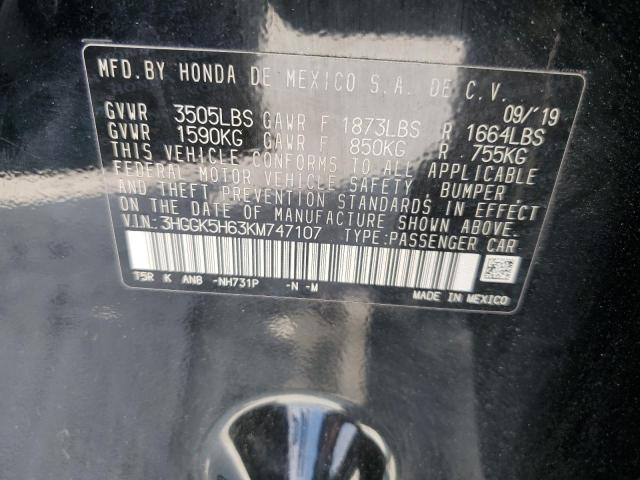 MFD.BY HONDA DE MEXICO S.A. DE C.V.
09/'19
GVWR 3505LBS GAWR F 1873LBS R 1664LBS
GVWR 1590KG GAWR F 850KG R 755KG
THIS VEHICLE CONFORMS TO ALL APPLICABLE
FEDERAL MOTOR VEHICLE SAFETY, BUMPER,
AND THEFT PREVENTION STANDARDS IN EFFECT
ON THE DATE OF MANUFACTURE SHOWN ABOVE.
V.I.N: 3HGGK5H63KM747107 TYPE:PASSENGER CAR
T5R K ANB -NH731P -N -M
MADE IN MEXICO